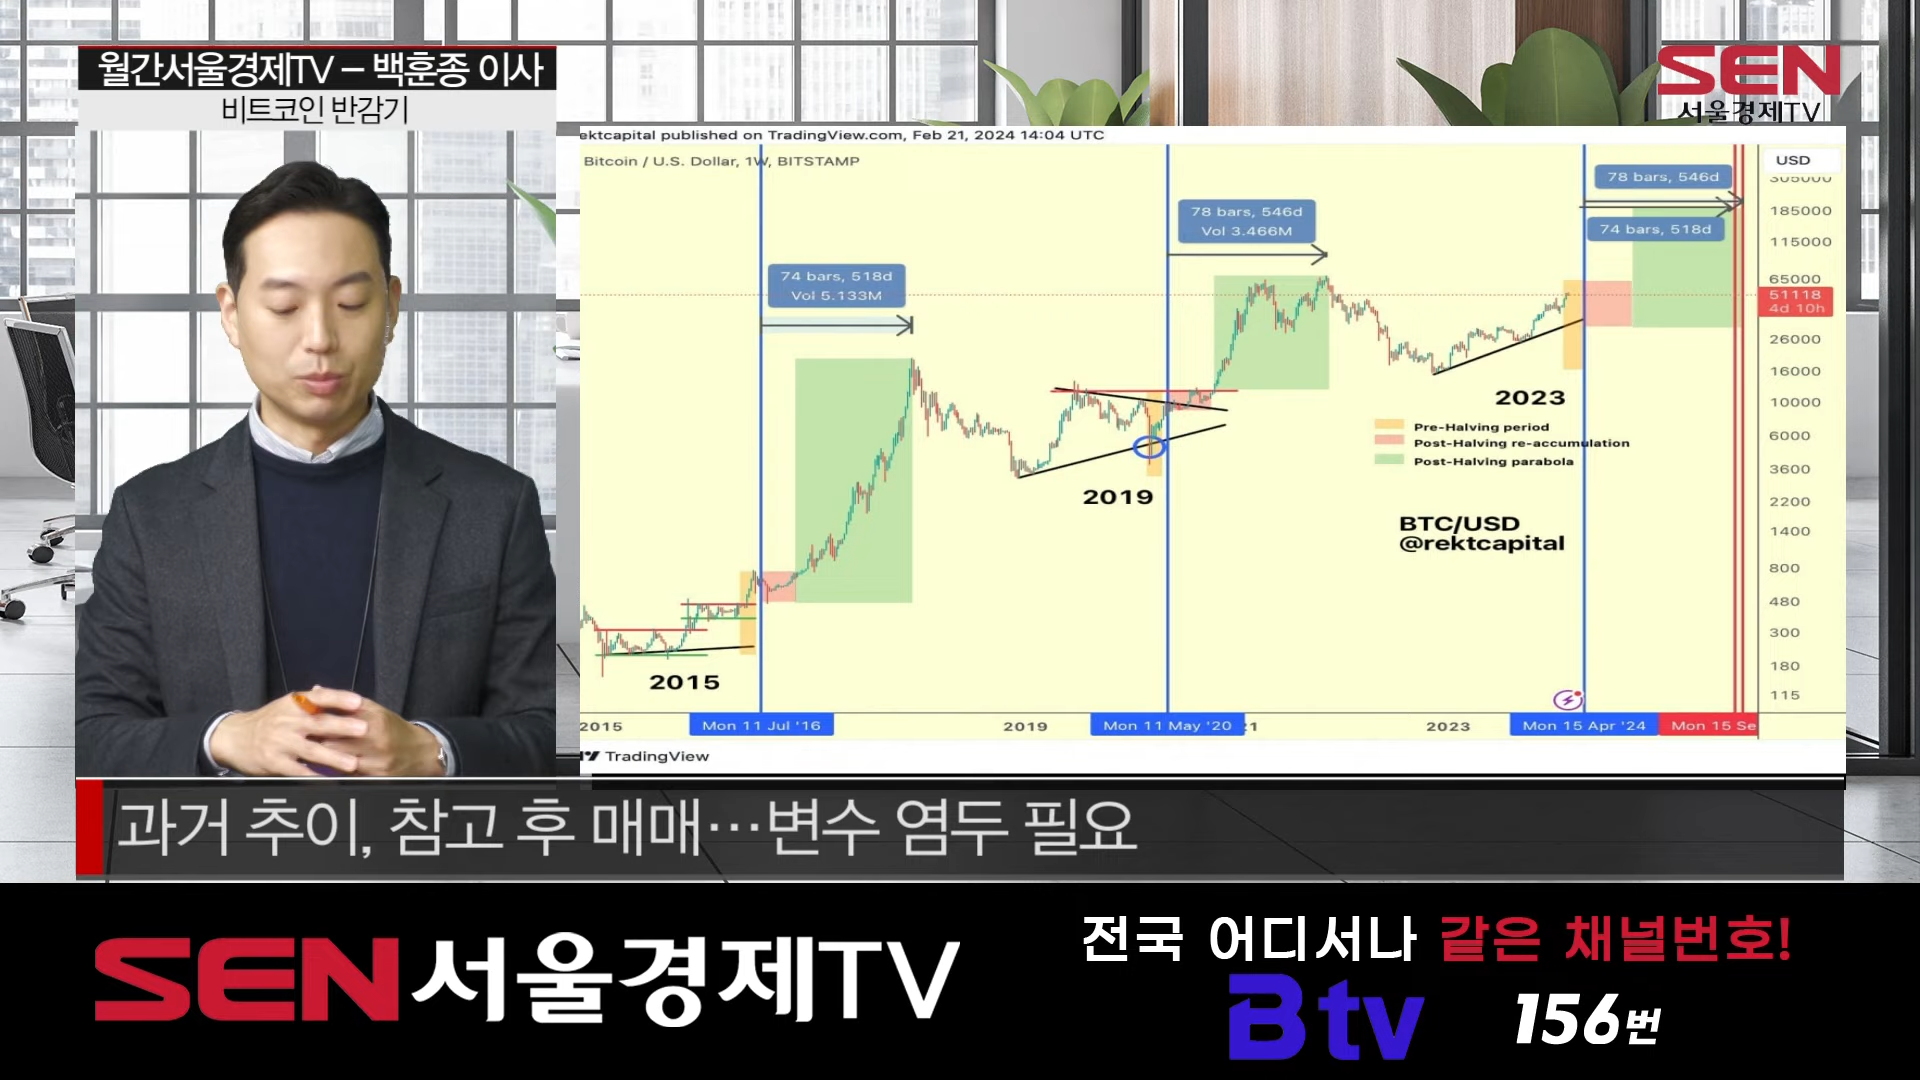 월간서울경제TV – 백훈종 이사
비트코인 반감기
SEN
서울경제TV
ektcapital published on TradingView.com, Feb 21, 2024 14:04 UTC
Bitcoin / U.S. Dollar, 1W, BITSTAMP
USD
305000
185000
115000
65000
51118
4d 10h
26000
16000
10000
6000
3600
2200
1400
800
480
300
180
115
74 bars, 518d
Vol 5.133M
78 bars, 546d
Vol 3.466M
78 bars, 546d
74 bars, 518d
2015
2019
2023
Pre-Halving period
Post-Halving re-accumulation
Post-Halving parabola
BTC/USD
@rektcapital
2015
Mon 11 Jul '16
2019
Mon 11 May '20
2023
Mon 15 Apr '24
Mon 15 Se
TradingView
과거 추이, 참고 후 매매…변수 염두 필요
SEN서울경제TV
전국 어디서나 같은 채널번호!
B tv
156번